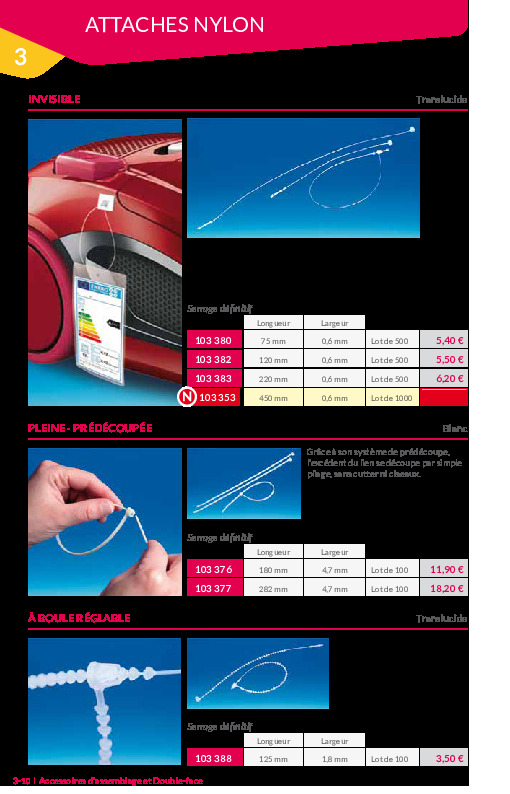 ATTACHES NYLON
3
INVISIBLE Translucide
Serrage définitif
Longueur Largeur
103 380 75 mm 0,6 mm Lot de 500 5,40 €
103 382 120 mm 0,6 mm Lot de 500 5,50 €
103 383 220 mm 0,6 mm Lot de 500 6,20 €
N 103 353 450 mm 0,6 mm Lot de 1000
PLEINE - PRÉDÉCOUPÉE Blanc
Grâce à son système de prédécoupe,
l'excédent du lien se découpe par simple
pliage, sans cutter ni ciseaux.
Serrage définitif
Longueur Largeur
103 376 180 mm 4,7 mm Lot de 100 11,90 €
103 377 282 mm 4,7 mm Lot de 100 18,20 €
À BOULE RÉGLABLE Translucide
Serrage définitif
Longueur Largeur
103 388 125 mm 1,8 mm Lot de 100 3,50 €
3-10 I Accessoires d'assemblage et Double-face